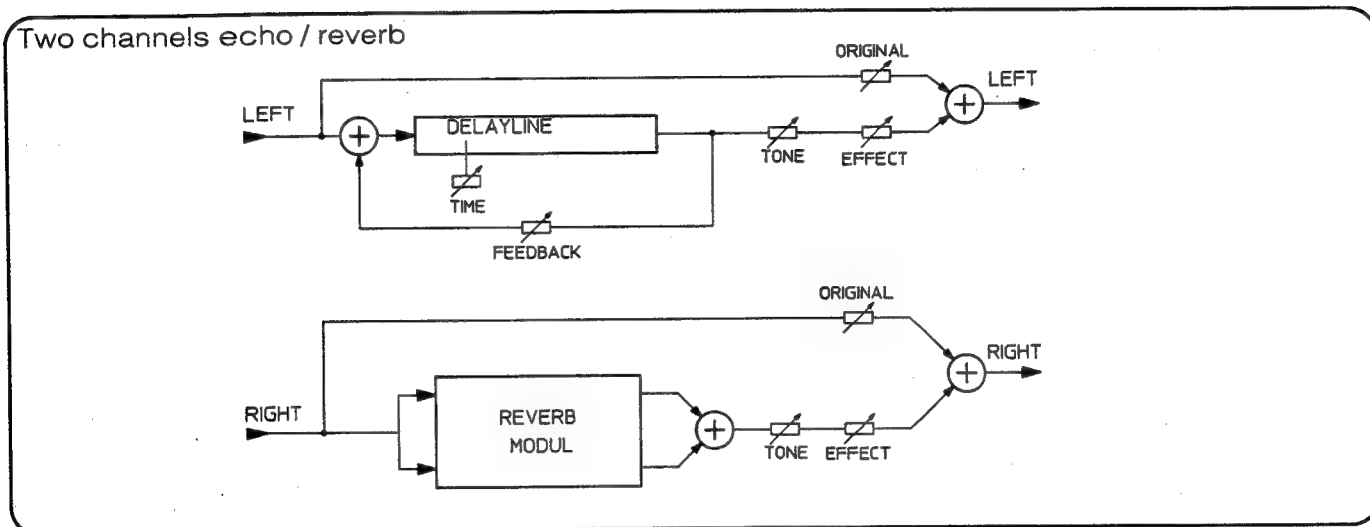 Two channels echo / reverb
ORIGINAL
LEFT
LEFT
DELAYLINE
TONE
EFFECT
TIME
FEEDBACK
ORIGINAL
RIGHT
RIGHT
REVERB
MODUL
TONE
EFFECT